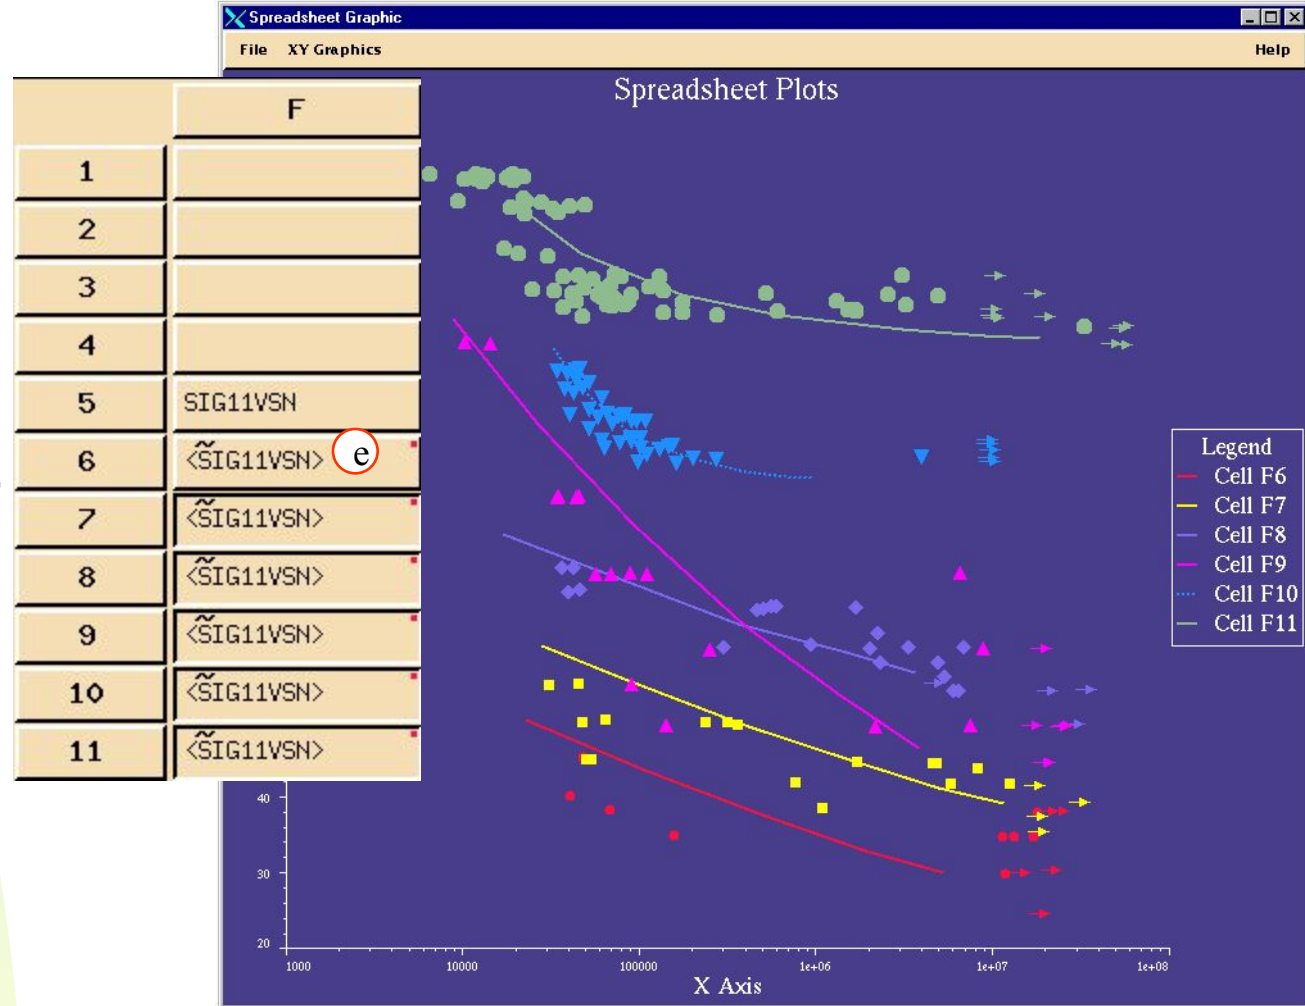 Spreadsheet Graphic
File XY Graphics Help
Spreadsheet Plots
F
1
2
3
4
5 SIG11VSN
6 <S̃IG11VSN> e
7 <S̃IG11VSN>
8 <S̃IG11VSN>
9 <S̃IG11VSN>
10 <S̃IG11VSN>
11 <S̃IG11VSN>
Legend
Cell F6
Cell F7
Cell F8
Cell F9
Cell F10
Cell F11
40
30
20
1000 10000 100000 1e+06 1e+07 1e+08
X Axis